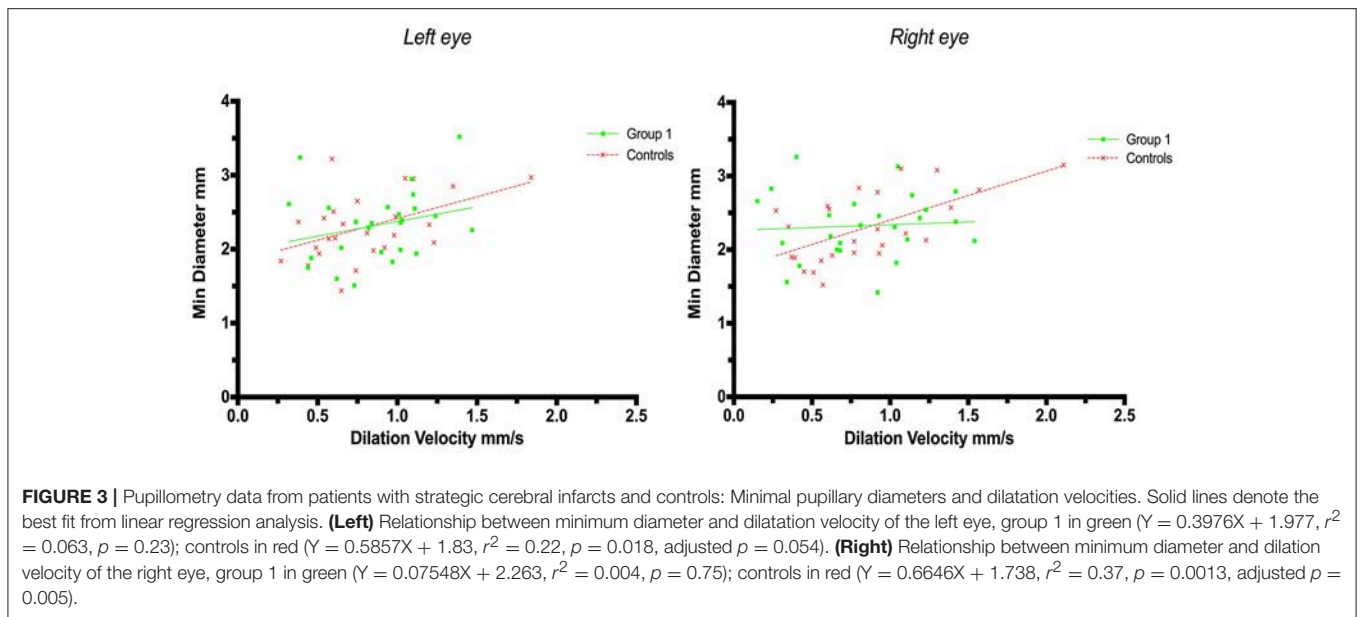 Left eye
Right eye
4
3
2
1
0
Min Diameter mm
Group 1
Controls
0.0 0.5 1.0 1.5 2.0 2.5
Dilation Velocity mm/s
4
3
2
1
0
Min Diameter mm
Group 1
Controls
0.0 0.5 1.0 1.5 2.0 2.5
Dilation Velocity mm/s
FIGURE 3 | Pupillometry data from patients with strategic cerebral infarcts and controls: Minimal pupillary diameters and dilatation velocities. Solid lines denote the
best fit from linear regression analysis. (Left) Relationship between minimum diameter and dilatation velocity of the left eye, group 1 in green (Y = 0.3976X + 1.977, r²
= 0.063, p = 0.23); controls in red (Y = 0.5857X + 1.83, r² = 0.22, p = 0.018, adjusted p = 0.054). (Right) Relationship between minimum diameter and dilation
velocity of the right eye, group 1 in green (Y = 0.07548X + 2.263, r² = 0.004, p = 0.75); controls in red (Y = 0.6646X + 1.738, r² = 0.37, p = 0.0013, adjusted p =
0.005).